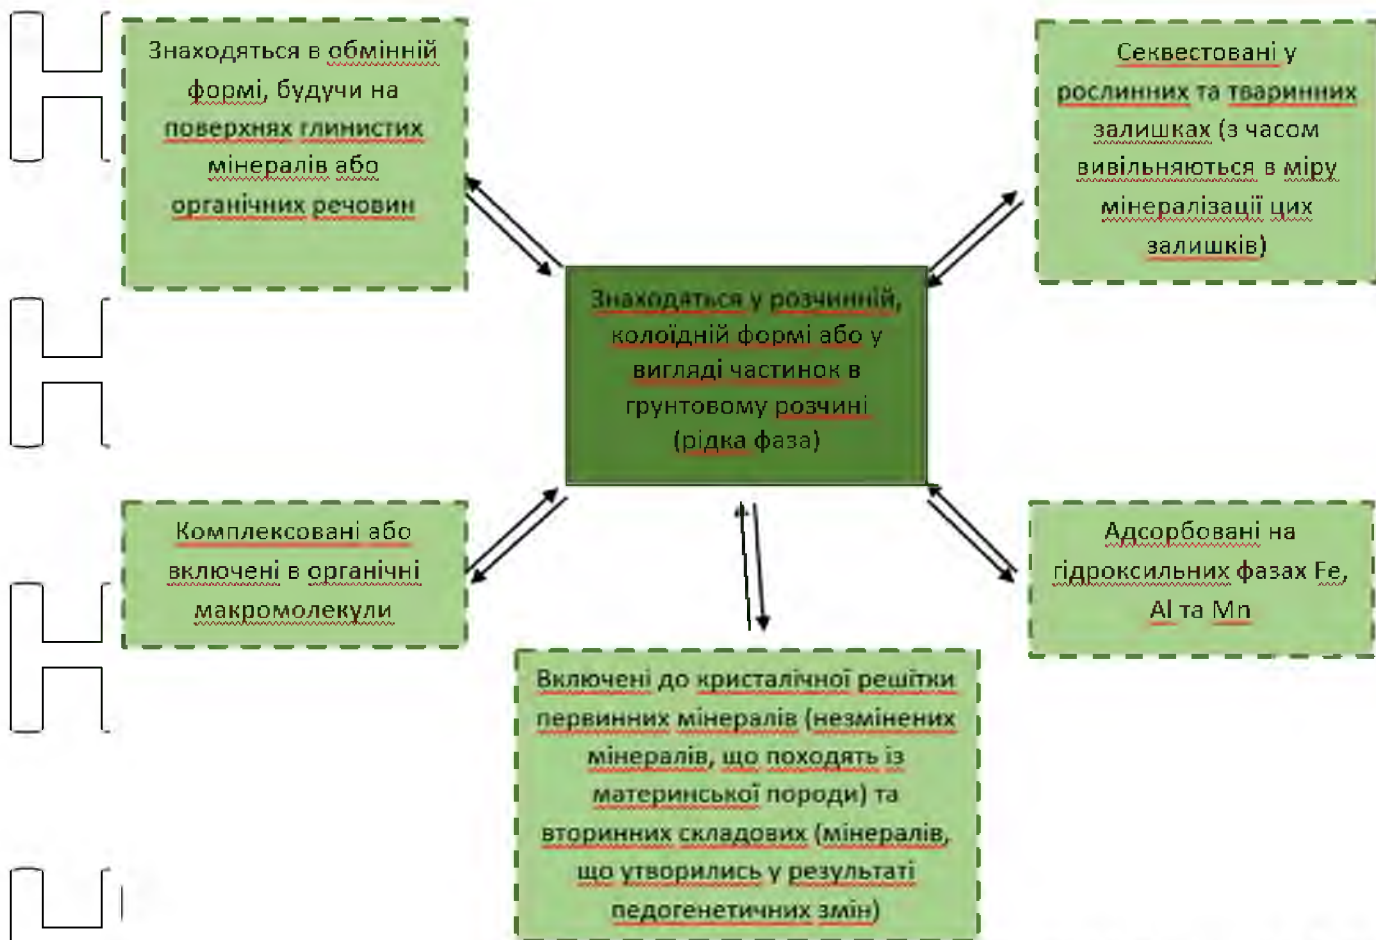 Знаходяться в обмінній
формі, будучи на
поверхнях глинистих
мінералів або
органічних речовин
Секвестовані у
рослинних та тваринних
залишках (з часом
вивільняються в міру
мінералізації цих
залишків)
Знаходяться у розчинній,
колоїдній формі або у
вигляді частинок в
грунтовому розчині
(рідка фаза)
Комплексовані або
включені в органічні
макромолекули
Адсорбовані на
гідроксильних фазах Fe,
Al та Mn
Включені до кристалічної решітки
первинних мінералів (незмінених
мінералів, що походять із
материнської породи) та
вторинних складових (мінералів,
що утворились у результаті
педогенетичних змін)